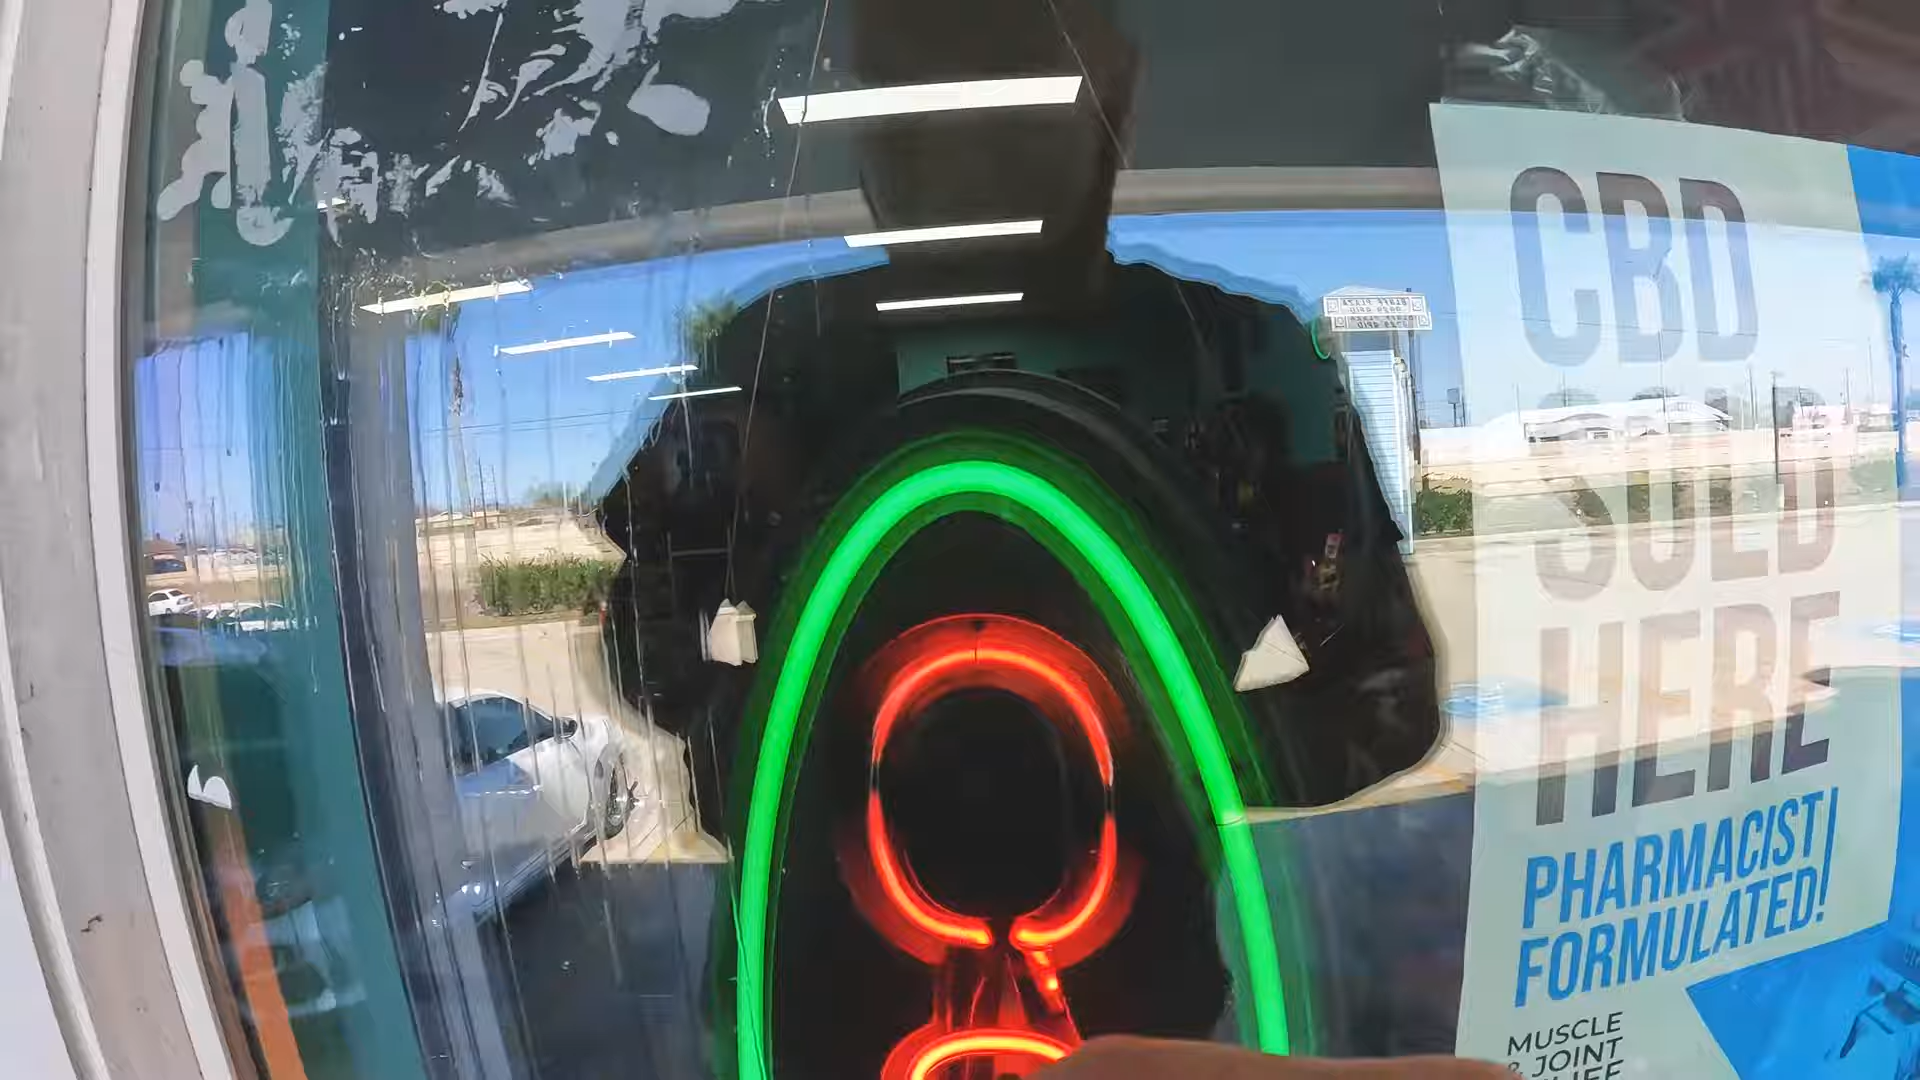 CBD
SOLD
HERE
PHARMACIST
FORMULATED!
MUSCLE
& JOINT